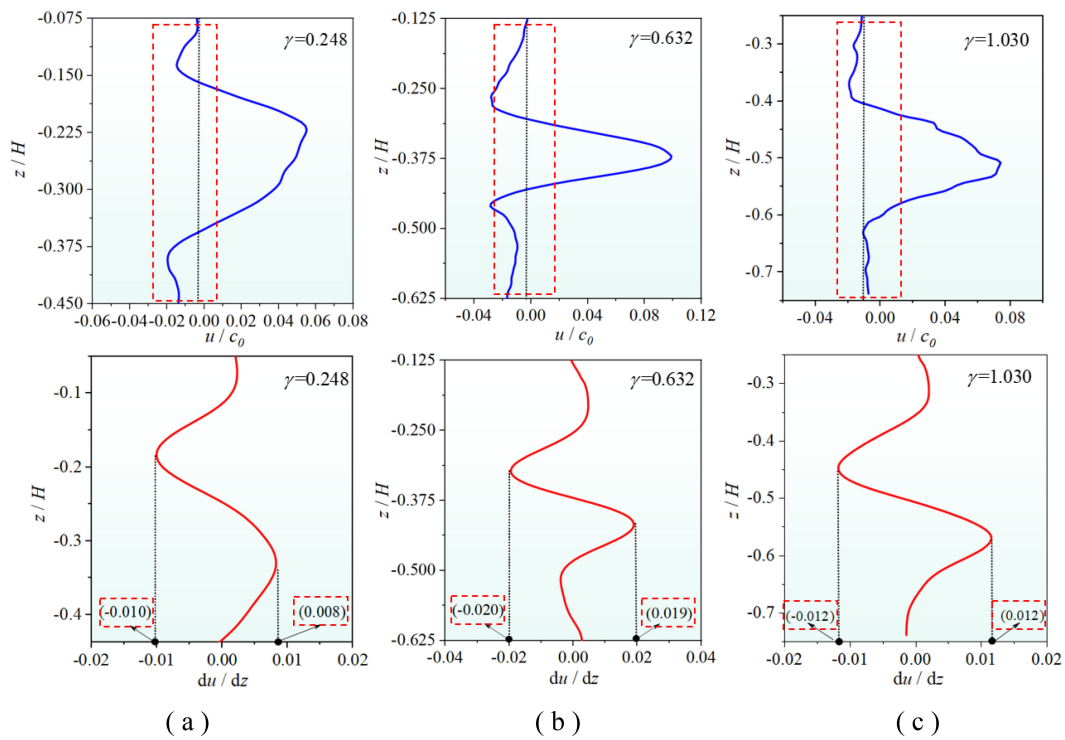 -0.075
-0.150
-0.225
-0.300
-0.375
-0.450
z / H
γ=0.248
-0.06 -0.04 -0.02 0.00 0.02 0.04 0.06 0.08
u / c0
-0.125
-0.250
-0.375
-0.500
-0.625
z / H
γ=0.632
-0.04 0.00 0.04 0.08 0.12
u / c0
-0.3
-0.4
-0.5
-0.6
-0.7
z / H
γ=1.030
-0.04 0.00 0.04 0.08
u / c0
-0.1
-0.2
-0.3
-0.4
z / H
γ=0.248
(-0.010)
(0.008)
-0.02 -0.01 0.00 0.01 0.02
du / dz
-0.125
-0.250
-0.375
-0.500
-0.625
z / H
γ=0.632
(-0.020)
(0.019)
-0.04 -0.02 0.00 0.02 0.04
du / dz
-0.3
-0.4
-0.5
-0.6
-0.7
z / H
γ=1.030
(-0.012)
(0.012)
-0.02 -0.01 0.00 0.01 0.02
du / dz
( a ) ( b ) ( c )